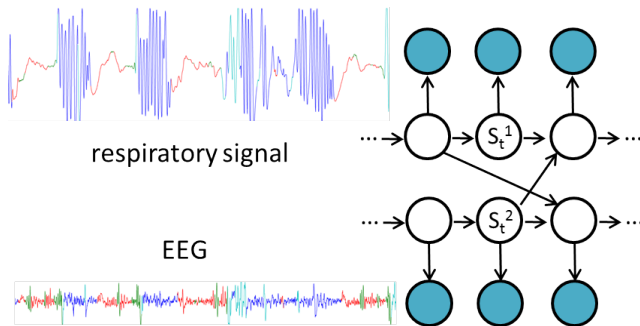 respiratory signal
... S_t^1 ...
... S_t^2 ...
EEG